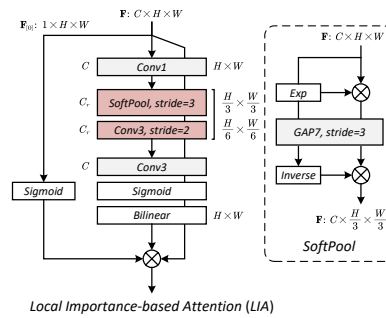 F[0]: 1×H×W
F: C×H×W
C Conv1 H×W
Cr SoftPool, stride=3 H/3 × W/3
Cr Conv3, stride=2 H/6 × W/6
C Conv3
Sigmoid Sigmoid
Bilinear H×W
Local Importance-based Attention (LIA)
F: C×H×W
Exp
GAP7, stride=3
Inverse
F: C × H/3 × W/3
SoftPool